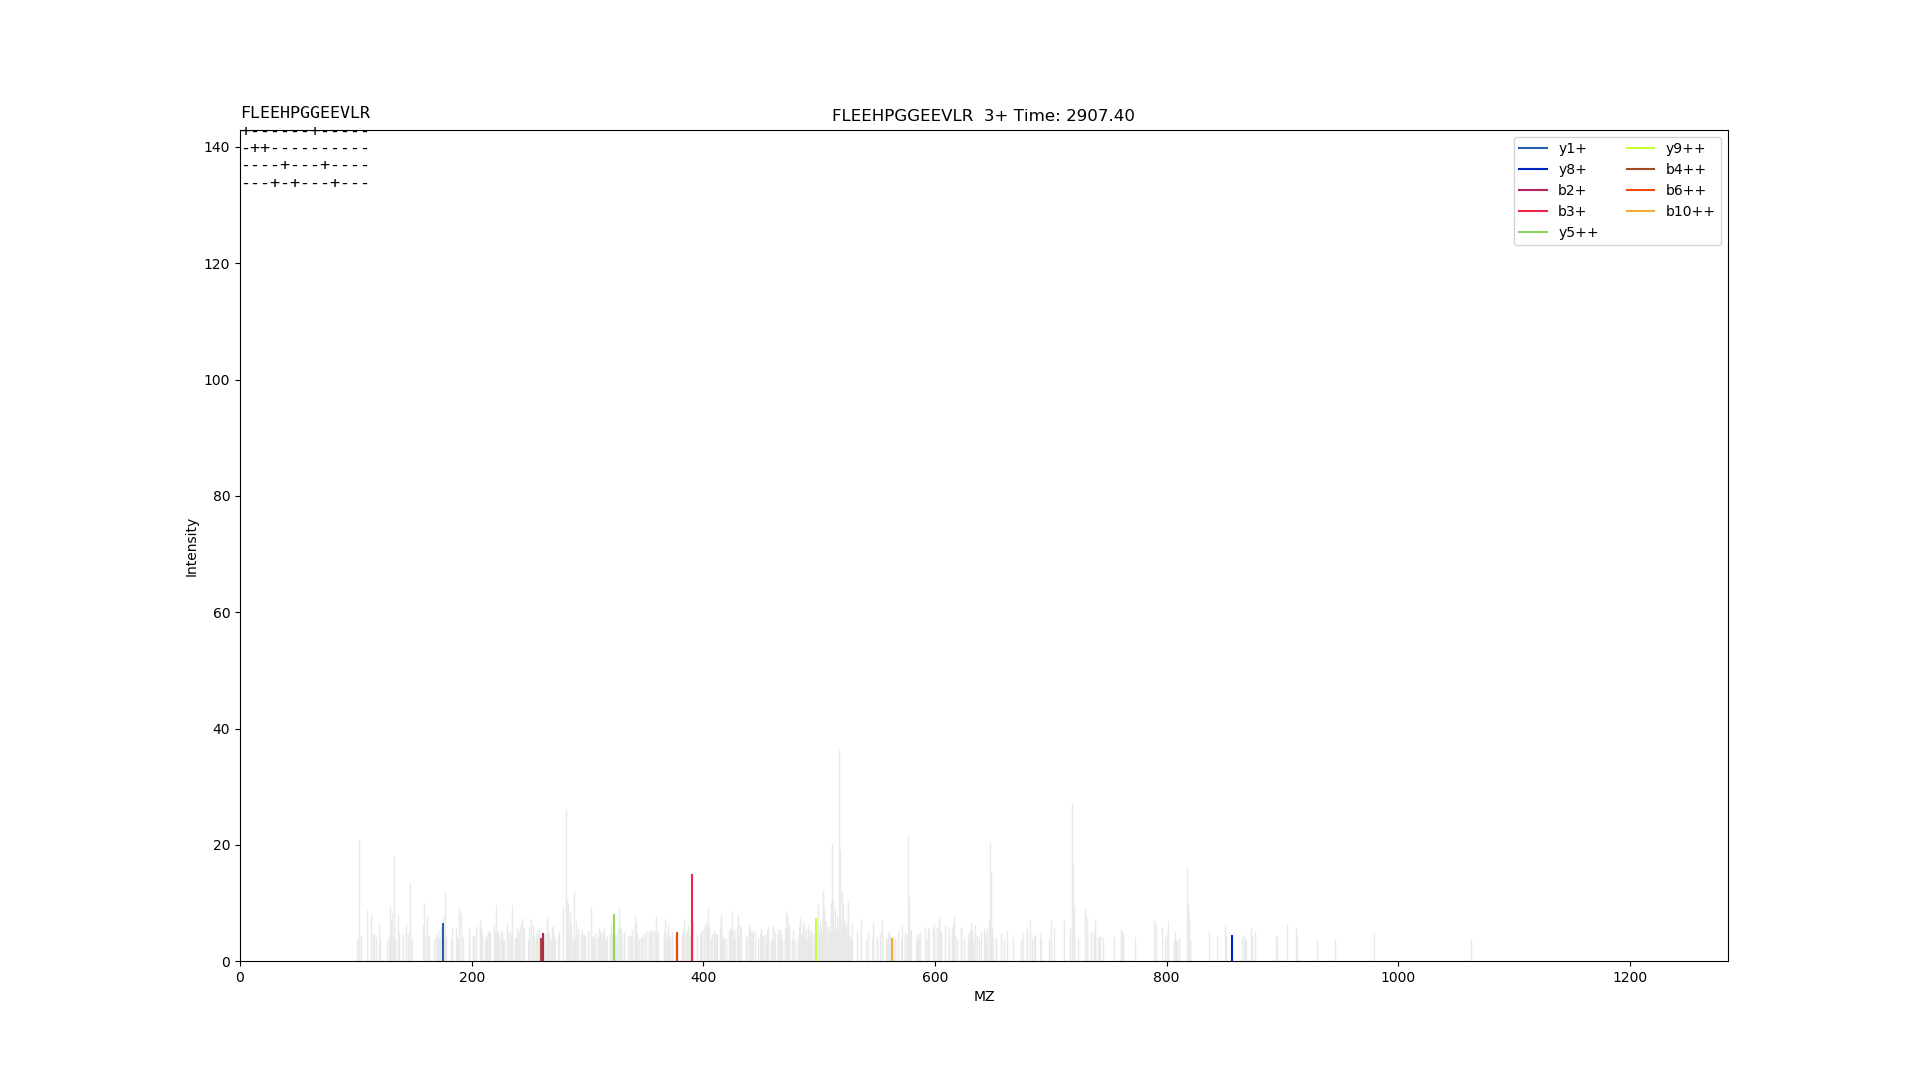 FLEEHPGGEEVLR
FLEEHPGGEEVLR  3+ Time: 2907.40
+------+-----
-++----------
----+---+----
---+-+---+---
y1+
y8+
b2+
b3+
y5++
y9++
b4++
b6++
b10++
140
120
100
80
60
40
20
0
Intensity
0 200 400 600 800 1000 1200
MZ